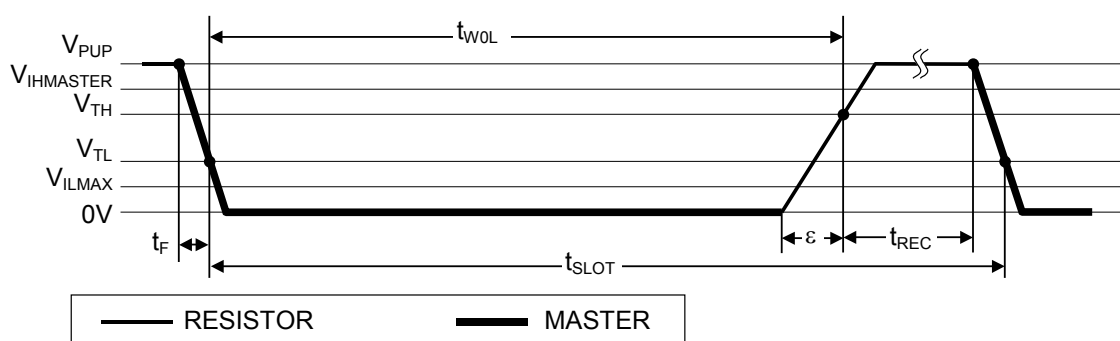 tW0L
VPUP
VIHMASTER
VTH
VTL
VILMAX
0V
tF
ε
tREC
tSLOT
RESISTOR
MASTER